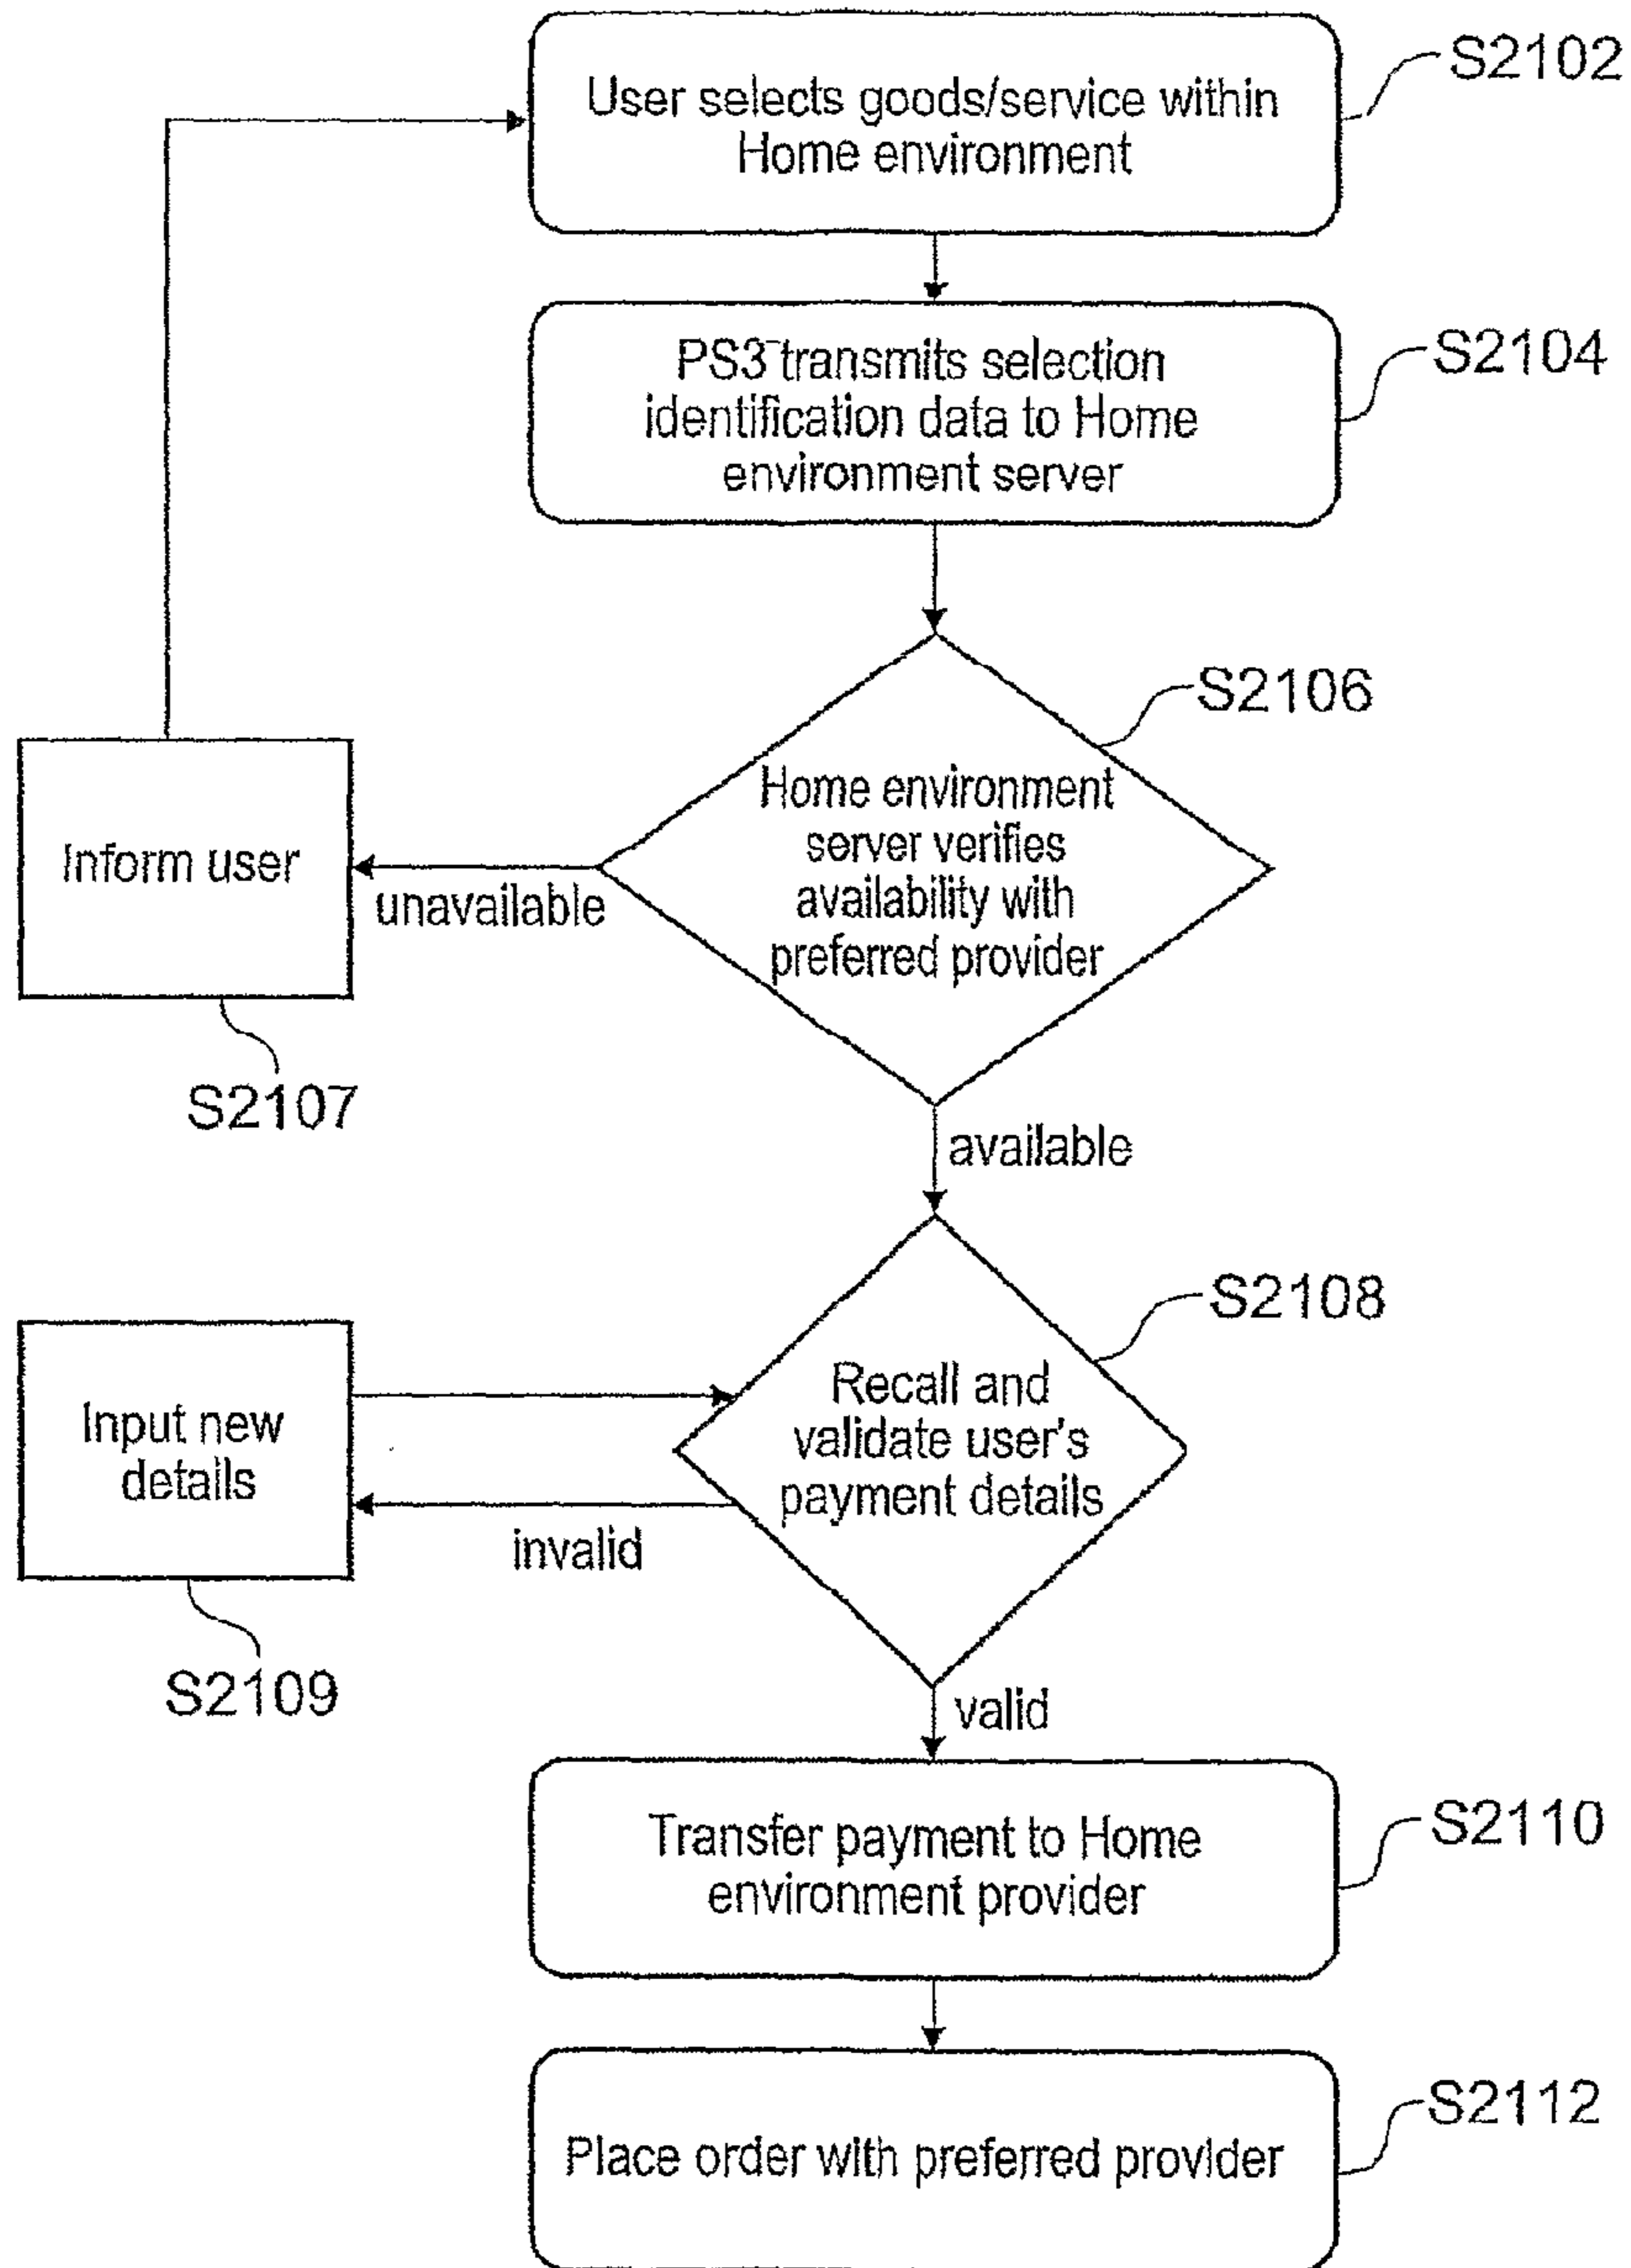 S2102
User selects goods/service within
Home environment
PS3 transmits selection
identification data to Home
environment server
S2104
S2106
Home environment
server verifies
availability with
preferred provider
Inform user
unavailable
S2107
available
S2108
Recall and
validate user's
payment details
Input new
details
invalid
S2109
valid
Transfer payment to Home
environment provider
S2110
S2112
Place order with preferred provider